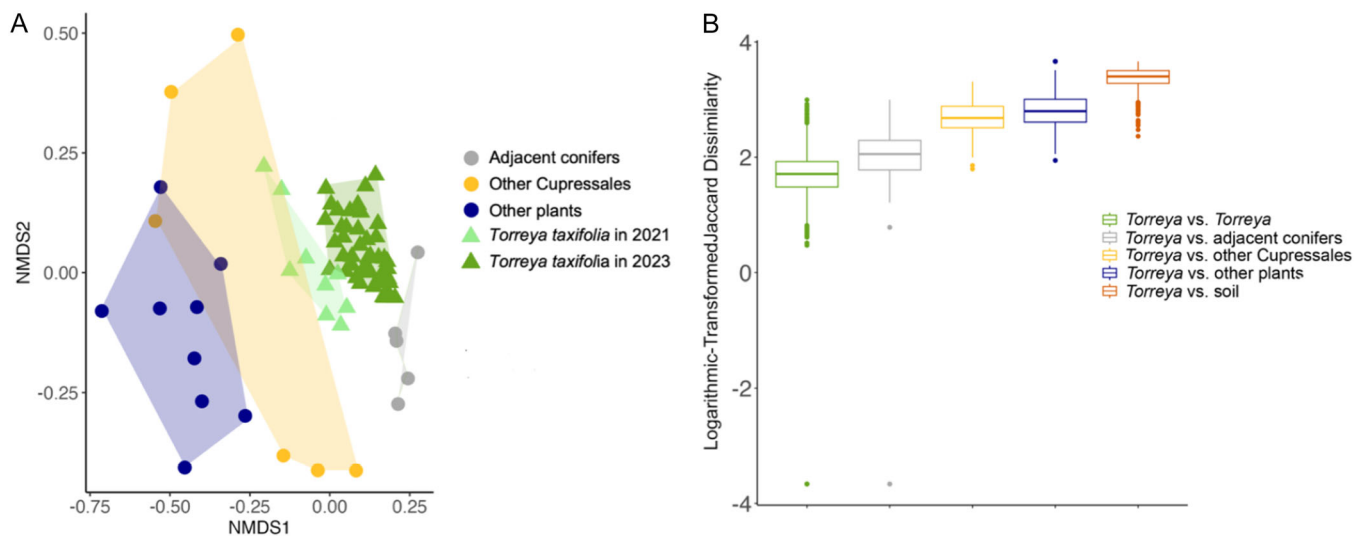 A
0.50
0.25
0.00
-0.25
NMDS2
-0.75
-0.50
-0.25
0.00
0.25
NMDS1
Adjacent conifers
Other Cupressales
Other plants
Torreya taxifolia in 2021
Torreya taxifolia in 2023
B
4
2
0
-2
-4
Logarithmic-TransformedJaccard Dissimilarity
Torreya vs. Torreya
Torreya vs. adjacent conifers
Torreya vs. other Cupressales
Torreya vs. other plants
Torreya vs. soil